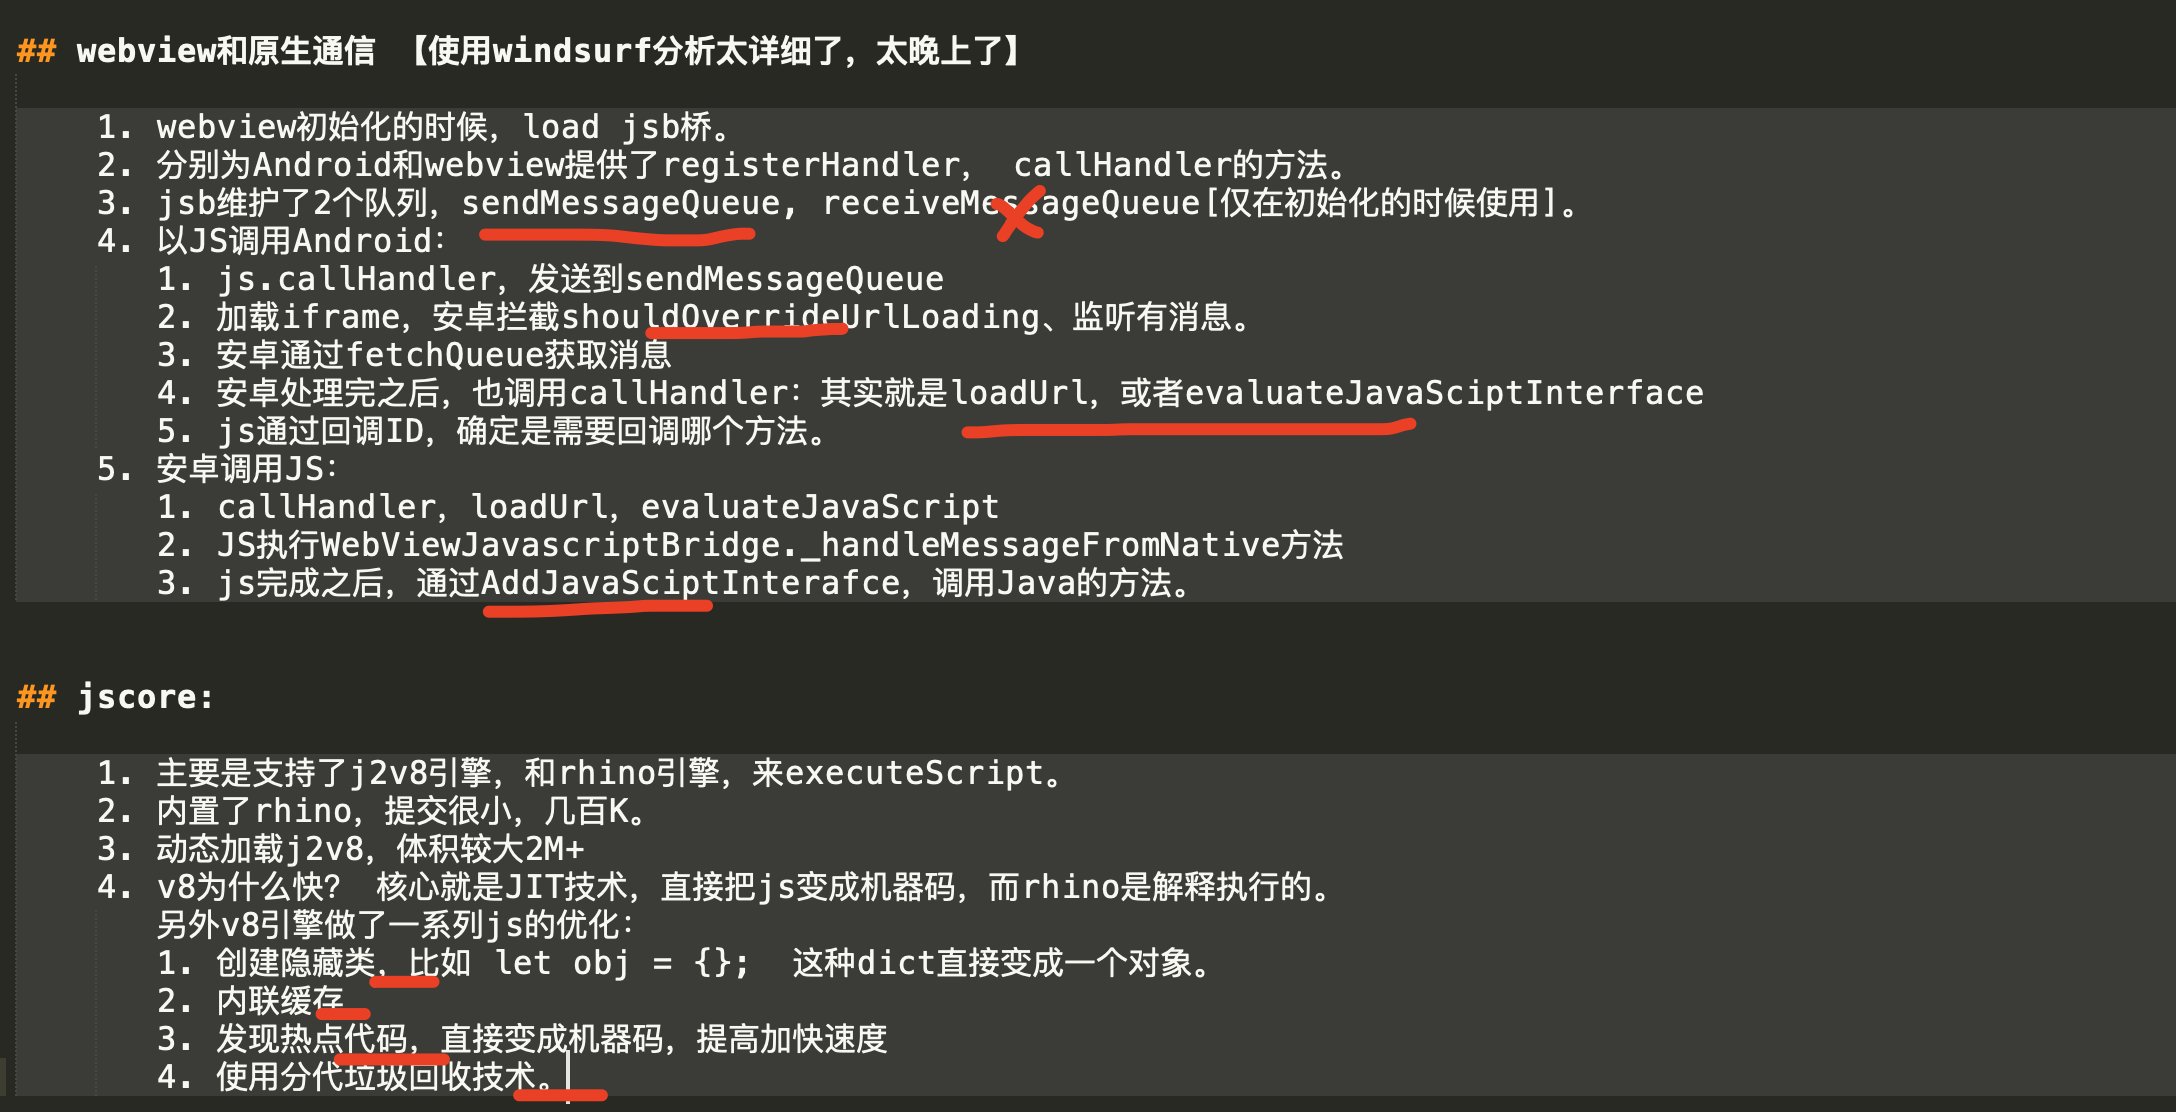 ## webview和原生通信 【使用windsurf分析太详细了，太晚上了】
1. webview初始化的时候，load jsb桥。
2. 分别为Android和webview提供了registerHandler， callHandler的方法。
3. jsb维护了2个队列，sendMessageQueue, receiveMessageQueue[仅在初始化的时候使用]。
4. 以JS调用Android：
1. js.callHandler，发送到sendMessageQueue
2. 加载iframe，安卓拦截shouldOverrideUrlLoading、监听有消息。
3. 安卓通过fetchQueue获取消息
4. 安卓处理完之后，也调用callHandler：其实就是loadUrl，或者evaluateJavaSciptInterface
5. js通过回调ID，确定是需要回调哪个方法。
5. 安卓调用JS：
1. callHandler，loadUrl，evaluateJavaScript
2. JS执行WebViewJavascriptBridge._handleMessageFromNative方法
3. js完成之后，通过AddJavaSciptInterafce，调用Java的方法。
## jscore:
1. 主要是支持了j2v8引擎，和rhino引擎，来executeScript。
2. 内置了rhino，提交很小，几百K。
3. 动态加载j2v8，体积较大2M+
4. v8为什么快？ 核心就是JIT技术，直接把js变成机器码，而rhino是解释执行的。
另外v8引擎做了一系列js的优化：
1. 创建隐藏类，比如 let obj = {};  这种dict直接变成一个对象。
2. 内联缓存
3. 发现热点代码，直接变成机器码，提高加快速度
4. 使用分代垃圾回收技术。